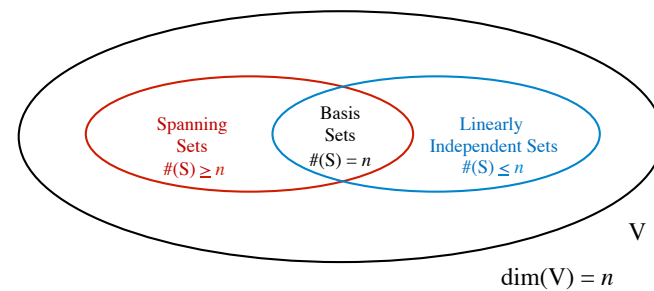 Spanning
Sets
#(S) ≥ n
Basis
Sets
#(S) = n
Linearly
Independent Sets
#(S) ≤ n
V
dim(V) = n